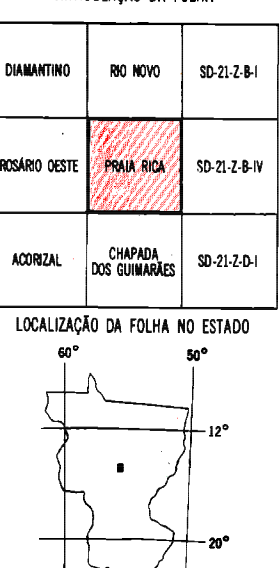 DIAMANTINO RIO NOVO SD-21-Z-B-I
ROSÁRIO OESTE PRAIA RICA SD-21-Z-B-IV
ACORIZAL CHAPADA DOS GUIMARÃES SD-21-Z-D-I
LOCALIZAÇÃO DA FOLHA NO ESTADO
60° 50°
12°
20°